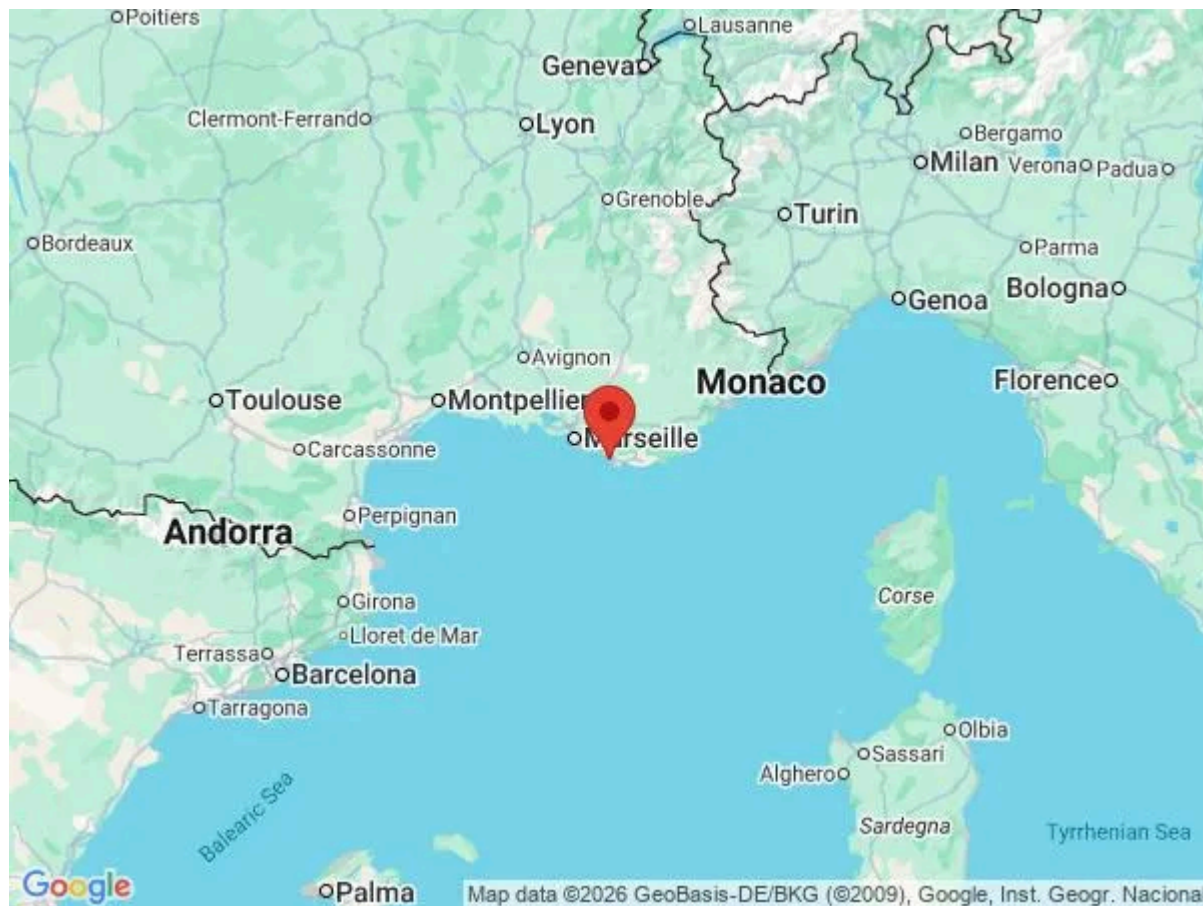 Poitiers
Lausanne
Geneva
Clermont-Ferrand
Lyon
Bergamo
Milan
Verona
Padua
Grenoble
Turin
Bordeaux
Parma
Bologna
Genoa
Avignon
Monaco
Florence
Toulouse
Montpellier
Marseille
Carcassonne
Perpignan
Andorra
Corse
Girona
Lloret de Mar
Terrassa
Barcelona
Tarragona
Olbia
Sassari
Alghero
Balearic Sea
Sardegna
Tyrrhenian Sea
Google
Palma
Map data ©2026 GeoBasis-DE/BKG (©2009), Google, Inst. Geogr. Naciona